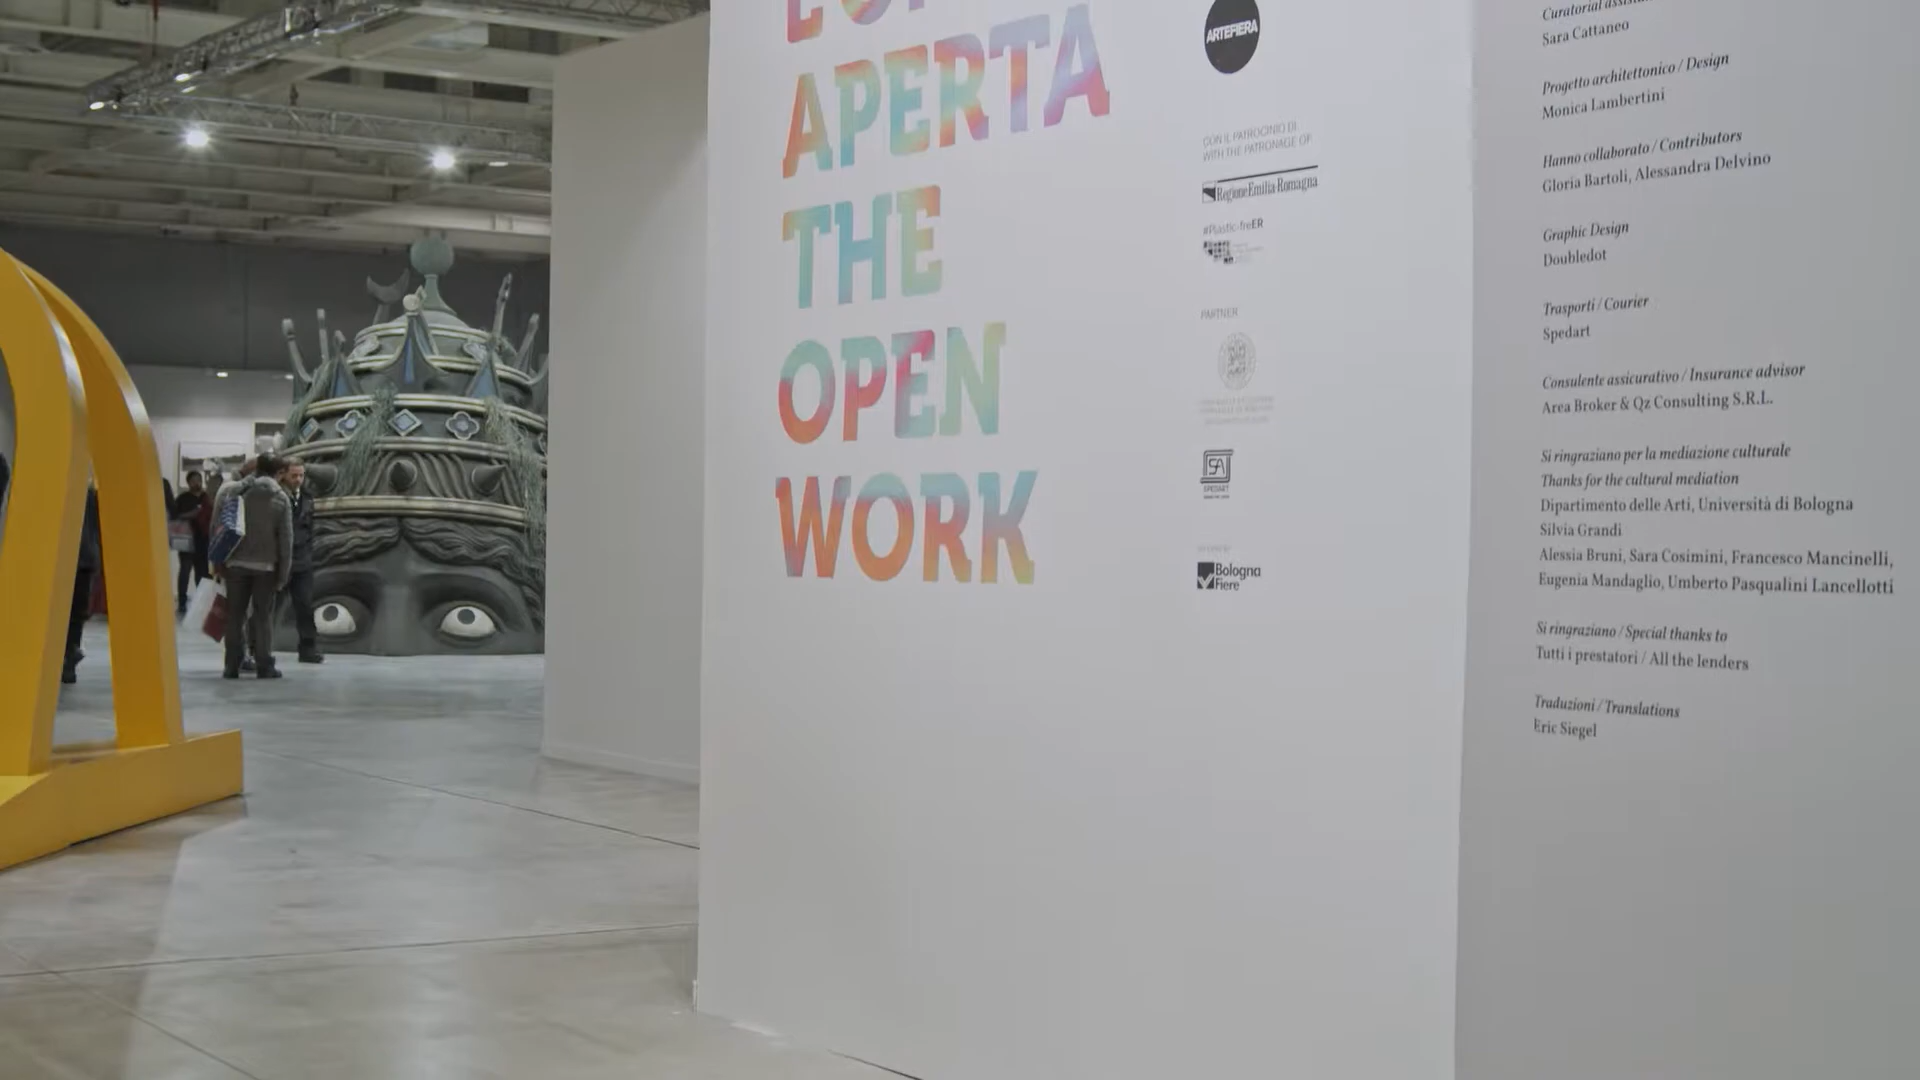 APERTA
THE
OPEN
WORK
ARTEFIERA
CON IL PATROCINIO DI
WITH THE PATRONAGE OF
RegioneEmilia-Romagna
#Plastic-freER
PARTNER
SPEDART
Bologna
Fiere
Curatorial
Sara Cattaneo
Progetto architettonico / Design
Monica Lambertini
Hanno collaborato / Contributors
Gloria Bartoli, Alessandra Delvino
Graphic Design
Doubledot
Trasporti / Courier
Spedart
Consulente assicurativo / Insurance advisor
Area Broker & Qz Consulting S.R.L.
Si ringraziano per la mediazione culturale
Thanks for the cultural mediation
Dipartimento delle Arti, Università di Bologna
Silvia Grandi
Alessia Bruni, Sara Cosimini, Francesco Mancinelli,
Eugenia Mandaglio, Umberto Pasqualini Lancellotti
Si ringraziano / Special thanks to
Tutti i prestatori / All the lenders
Traduzioni / Translations
Eric Siegel